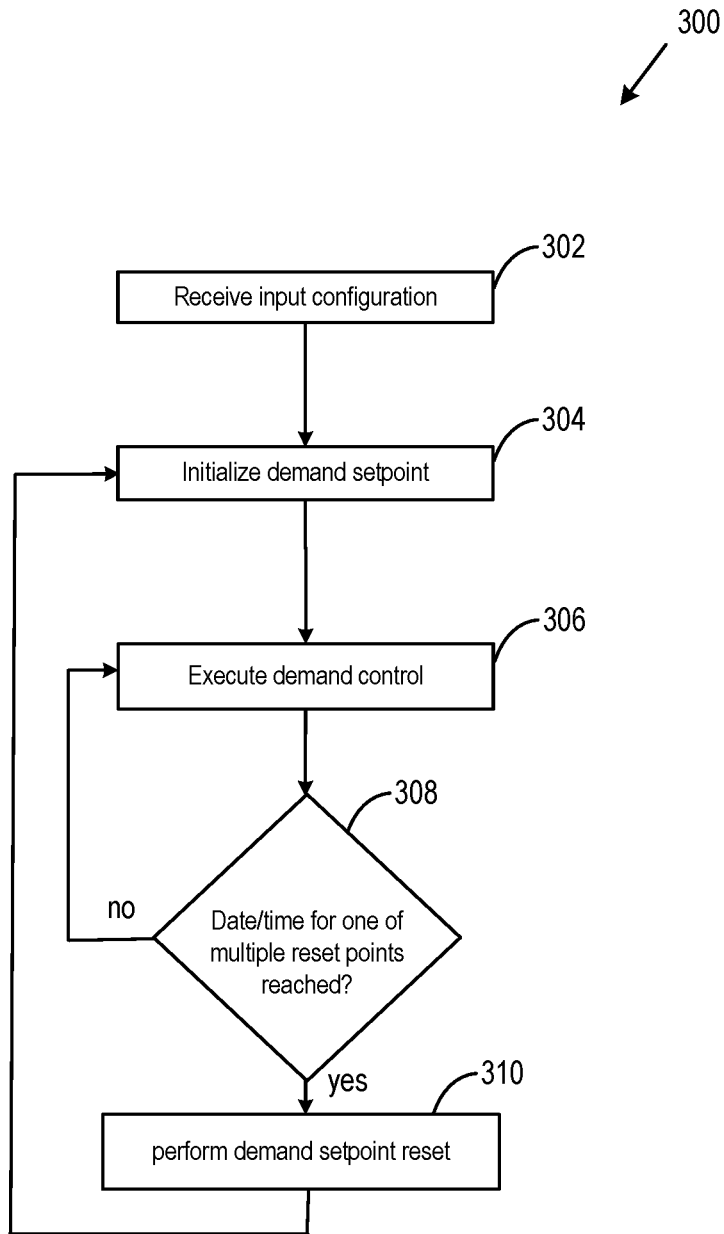 300
302
Receive input configuration
304
Initialize demand setpoint
306
Execute demand control
308
no
Date/time for one of
multiple reset points
reached?
yes
310
perform demand setpoint reset